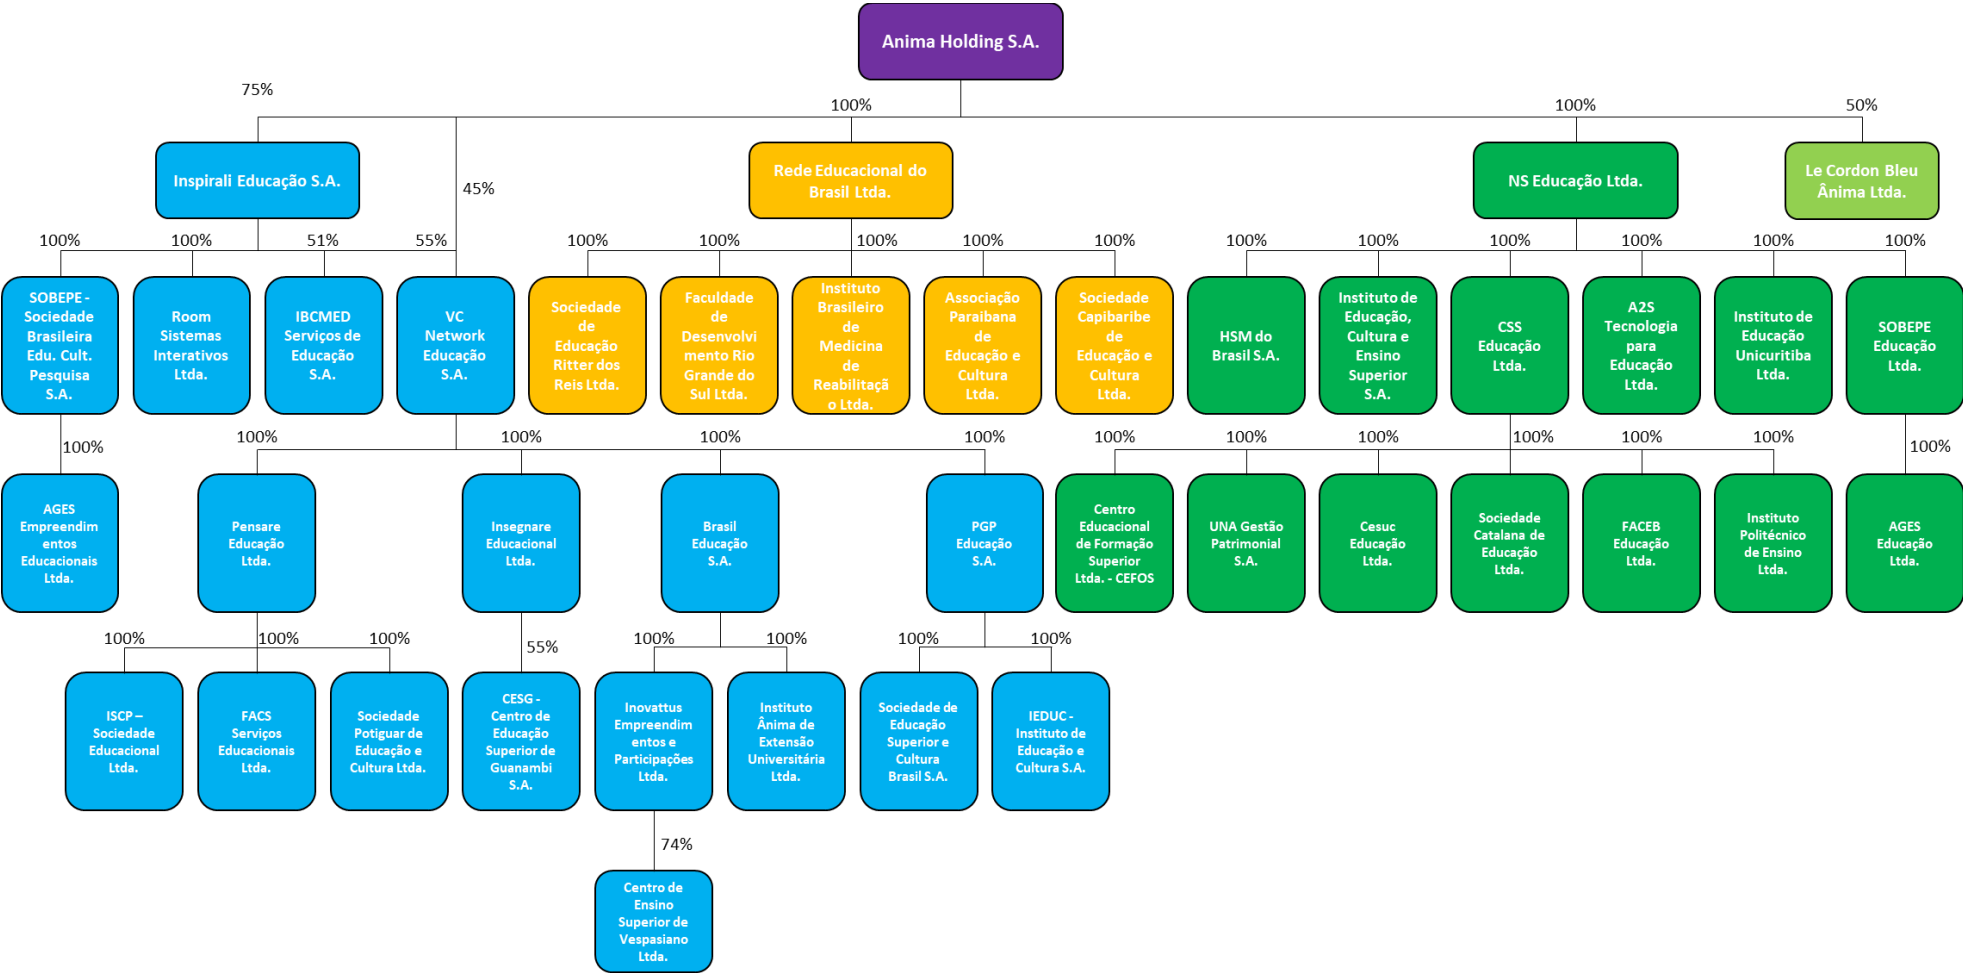 Anima Holding S.A.
75%
100%
100%
50%
Inspirali Educação S.A.
45%
Rede Educacional do
Brasil Ltda.
NS Educação Ltda.
Le Cordon Bleu
Ânima Ltda.
100%
100%
51%
55%
100%
100%
100%
100%
100%
100%
100%
100%
100%
100%
100%
SOBEPE -
Sociedade
Brasileira
Edu. Cult.
Pesquisa
S.A.
Room
Sistemas
Interativos
Ltda.
IBCMED
Serviços de
Educação
S.A.
VC
Network
Educação
S.A.
Sociedade
de
Educação
Ritter dos
Reis Ltda.
Faculdade
de
Desenvolvi
mento Rio
Grande do
Sul Ltda.
Instituto
Brasileiro
de
Medicina
de
Reabilitaçã
o Ltda.
Associação
Paraibana
de
Educação e
Cultura
Ltda.
Sociedade
Capibaribe
de
Educação e
Cultura
Ltda.
HSM do
Brasil S.A.
Instituto de
Educação,
Cultura e
Ensino
Superior
S.A.
CSS
Educação
Ltda.
A2S
Tecnologia
para
Educação
Ltda.
Instituto de
Educação
Unicuritiba
Ltda.
SOBEPE
Educação
Ltda.
100%
100%
100%
100%
100%
100%
100%
100%
100%
100%
100%
100%
AGES
Empreendim
entos
Educacionais
Ltda.
Pensare
Educação
Ltda.
Insegnare
Educacional
Ltda.
Brasil
Educação
S.A.
PGP
Educação
S.A.
Centro
Educacional
de Formação
Superior
Ltda. - CEFOS
UNA Gestão
Patrimonial
S.A.
Cesuc
Educação
Ltda.
Sociedade
Catalana de
Educação
Ltda.
FACEB
Educação
Ltda.
Instituto
Politécnico
de Ensino
Ltda.
AGES
Educação
Ltda.
100%
100%
100%
55%
100%
100%
100%
100%
ISCP –
Sociedade
Educacional
Ltda.
FACS
Serviços
Educacionais
Ltda.
Sociedade
Potiguar de
Educação e
Cultura Ltda.
CESG -
Centro de
Educação
Superior de
Guanambi
S.A.
Inovattus
Empreendim
entos e
Participações
Ltda.
Instituto
Ânima de
Extensão
Universitária
Ltda.
Sociedade de
Educação
Superior e
Cultura
Brasil S.A.
IEDUC -
Instituto de
Educação e
Cultura S.A.
74%
Centro de
Ensino
Superior de
Vespasiano
Ltda.